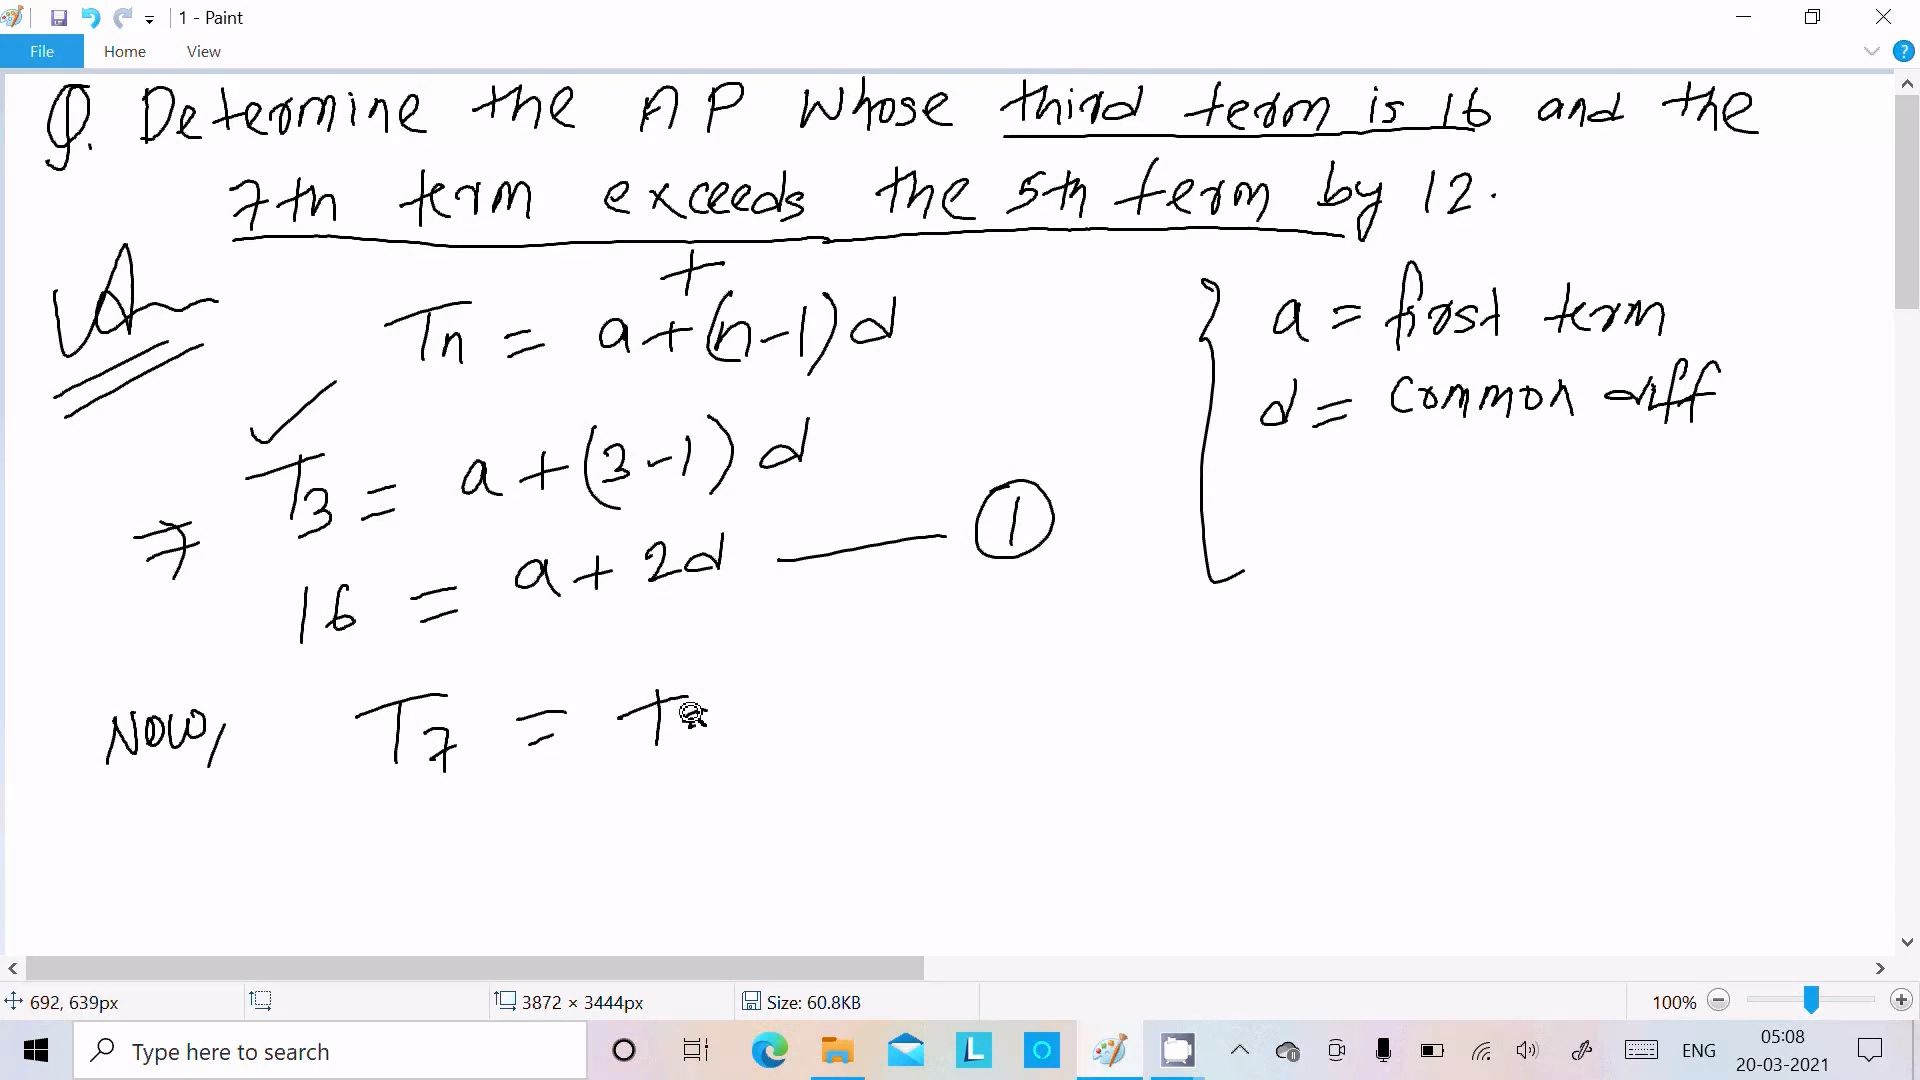 1 - Paint
File Home View
Q. Determine the AP whose third term is 16 and the
7th term exceeds the 5th term by 12.
+
Tn = a+(n-1)d
a = first term
d = common diff
T3 = a+(3-1)d
⇒ 16 = a+2d —— 1
Now, T7 = T
692, 639px 3872 × 3444px Size: 60.8KB 100%
Type here to search
ENG
05:08
20-03-2021